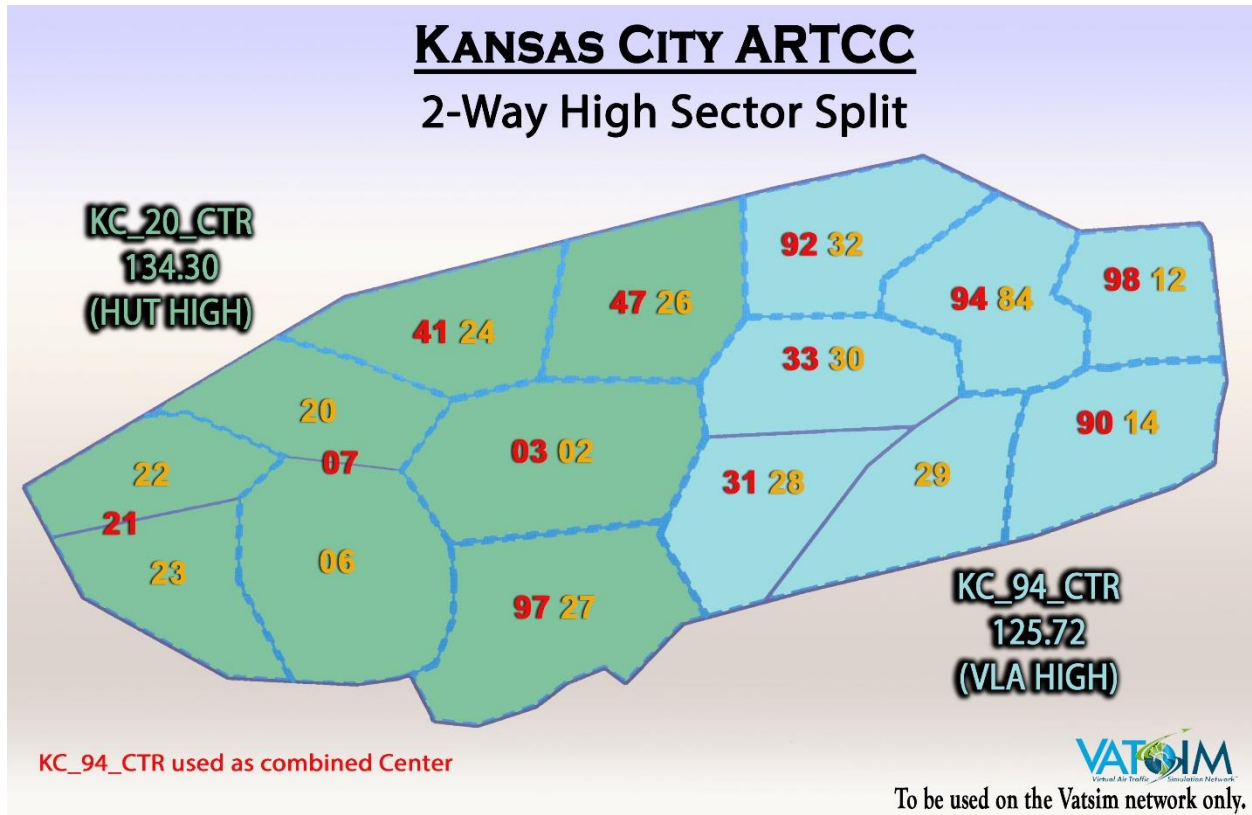 KANSAS CITY ARTCC
2-Way High Sector Split
KC_20_CTR
134.30
(HUT HIGH)
92 32
98 12
94 84
47 26
41 24
33 30
20
90 14
03 02
07
22
31 28
29
21
23
06
97 27
KC_94_CTR
125.72
(VLA HIGH)
KC_94_CTR used as combined Center
VATSIM
Virtual Air Traffic Simulation Network
To be used on the Vatsim network only.